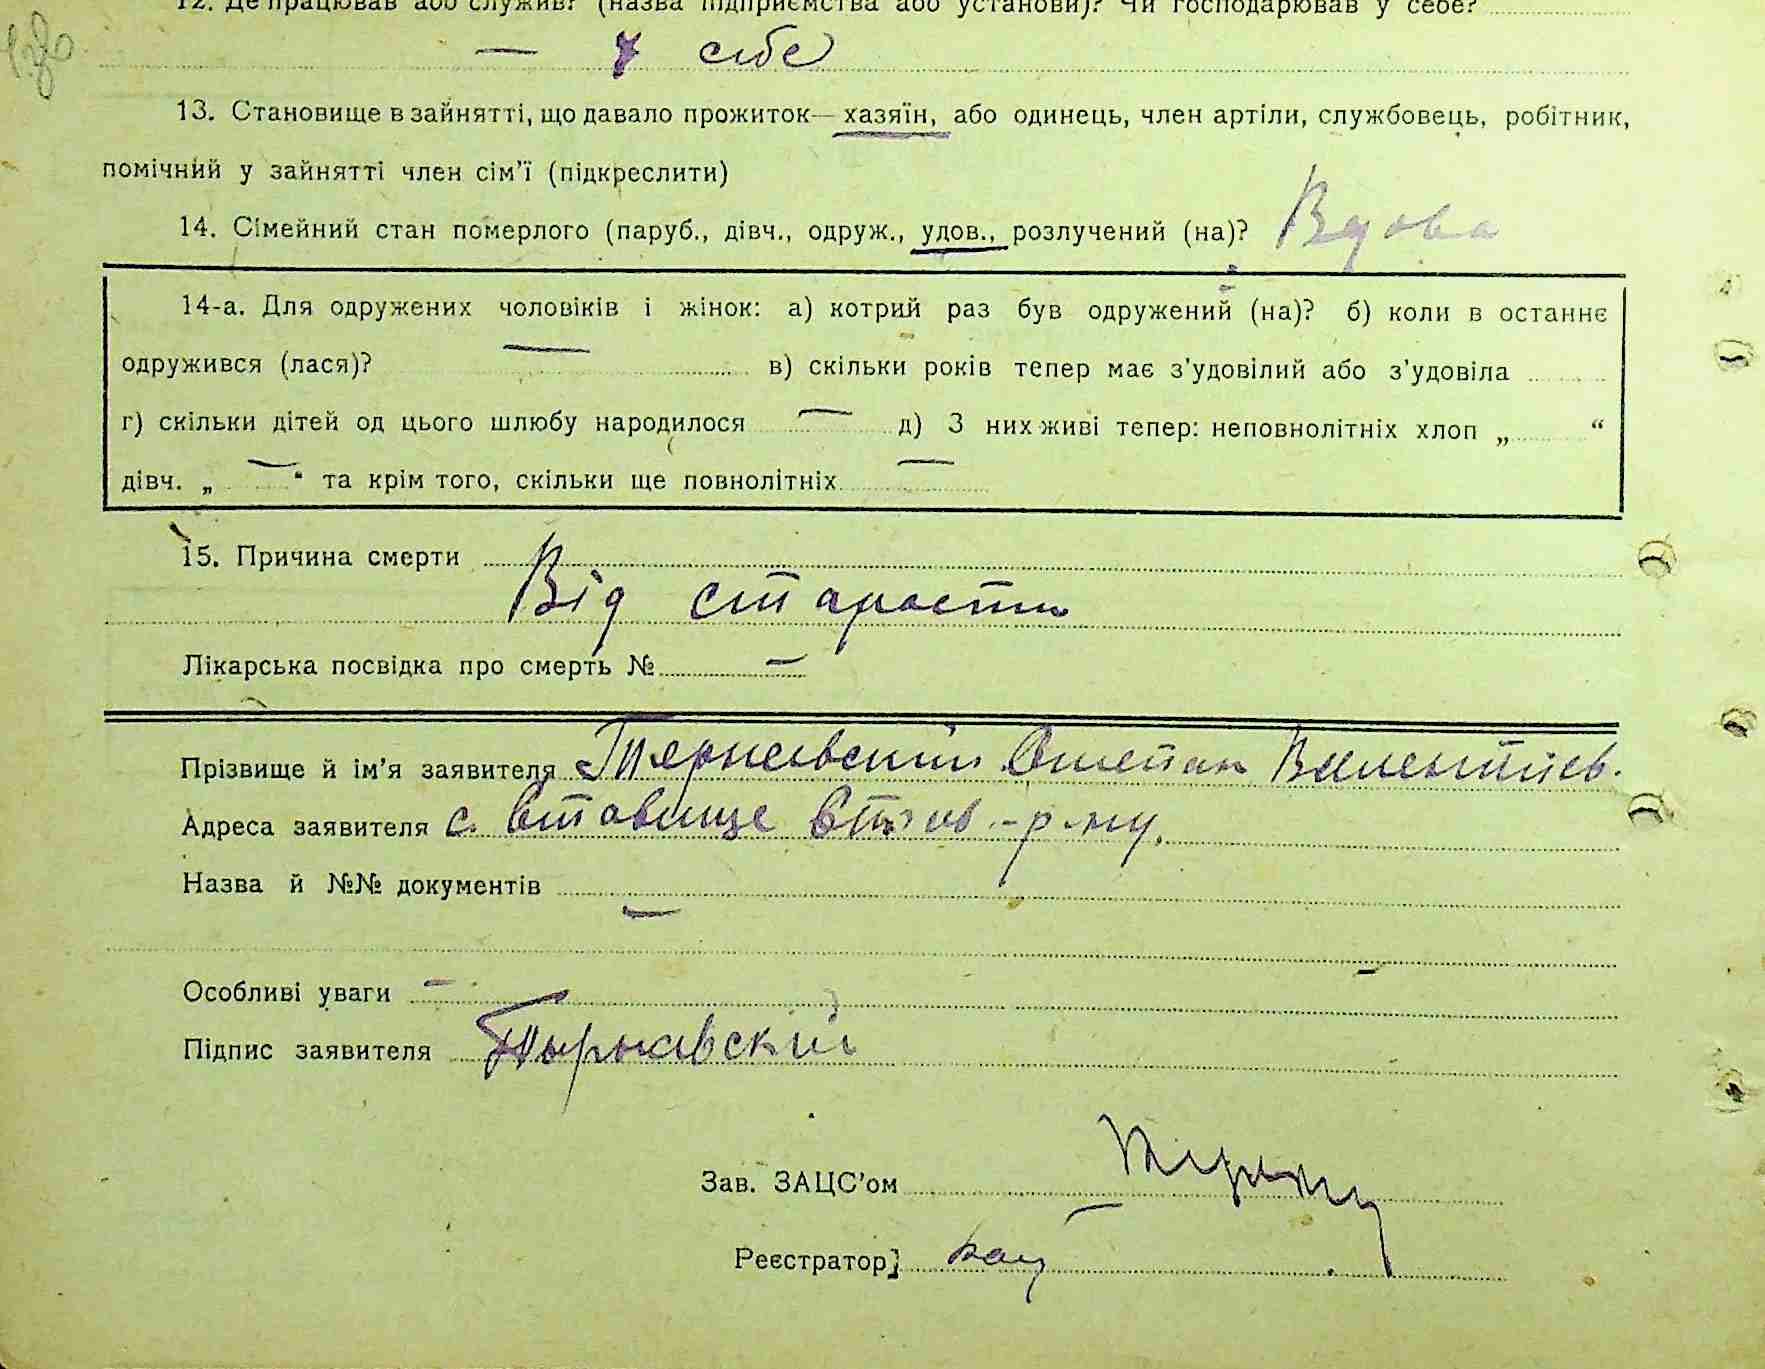 12. Де працював або служив? (назва підприємства або установи)? Чи господарював у себе?
— у себе
13. Становище в зайнятті, що давало прожиток—хазяїн, або одинець, член артіли, службовець, робітник,
помічний у зайнятті член сім’ї (підкреслити)
14. Сімейний стан померлого (паруб., дівч., одруж., удов., розлучений (на)? Вдова
14-а. Для одружених чоловіків і жінок: а) котрий раз був одружений (на)? б) коли в останнє
одружився (лася)? — в) скільки років тепер має з’удовілий або з’удовіла
г) скільки дітей од цього шлюбу народилося — д) З них живі тепер: неповнолітніх хлоп „ “
дівч. „ — “ та крім того, скільки ще повнолітніх —
15. Причина смерти
Від старости
Лікарська посвідка про смерть № —
Прізвище й ім’я заявителя Степан
Адреса заявителя с. Ставище р-ну.
Назва й №№ документів
—
Особливі уваги —
Підпис заявителя Тырнавский
Зав. ЗАЦС’ом
Реєстратор